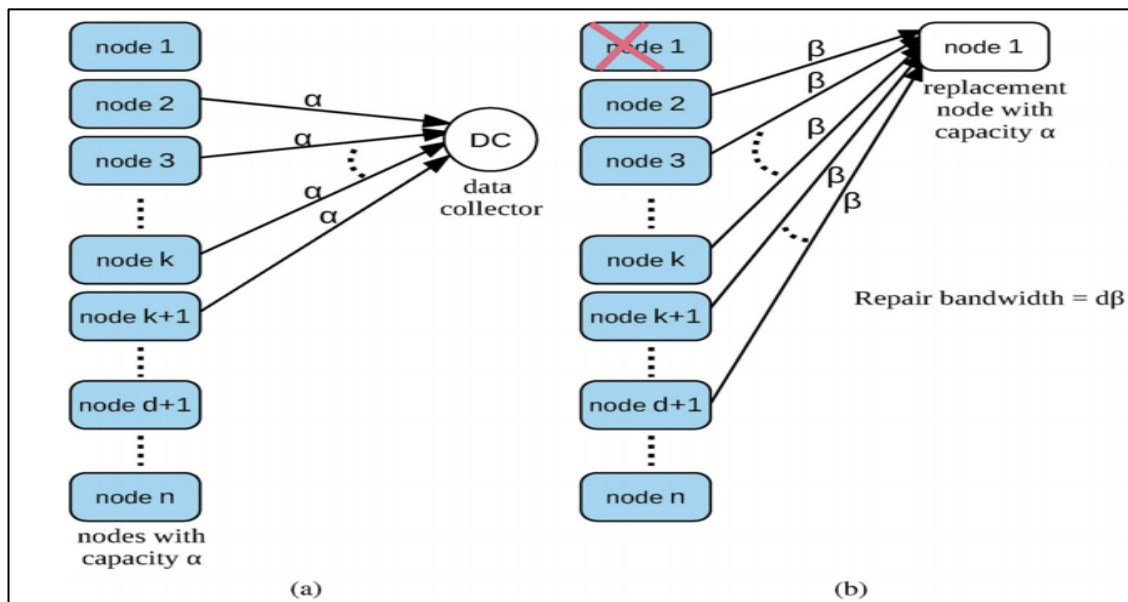 node 1
node 2
node 3
node k
node k+1
node d+1
node n
nodes with
capacity α
α
α
α
α
DC
data
collector
(a)
node 1
node 2
node 3
node k
node k+1
node d+1
node n
β
β
β
β
β
node 1
replacement
node with
capacity α
Repair bandwidth = dβ
(b)